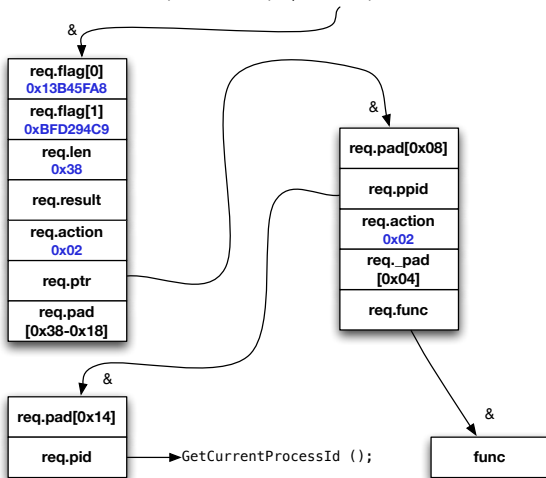 &
req.flag[0]
0x13B45FA8
req.flag[1]
0xBFD294C9
req.len
0x38
req.result
req.action
0x02
req.ptr
req.pad
[0x38-0x18]
&
req.pad[0x08]
req.ppid
req.action
0x02
req._pad
[0x04]
req.func
&
req.pad[0x14]
req.pid
GetCurrentProcessId ();
&
func